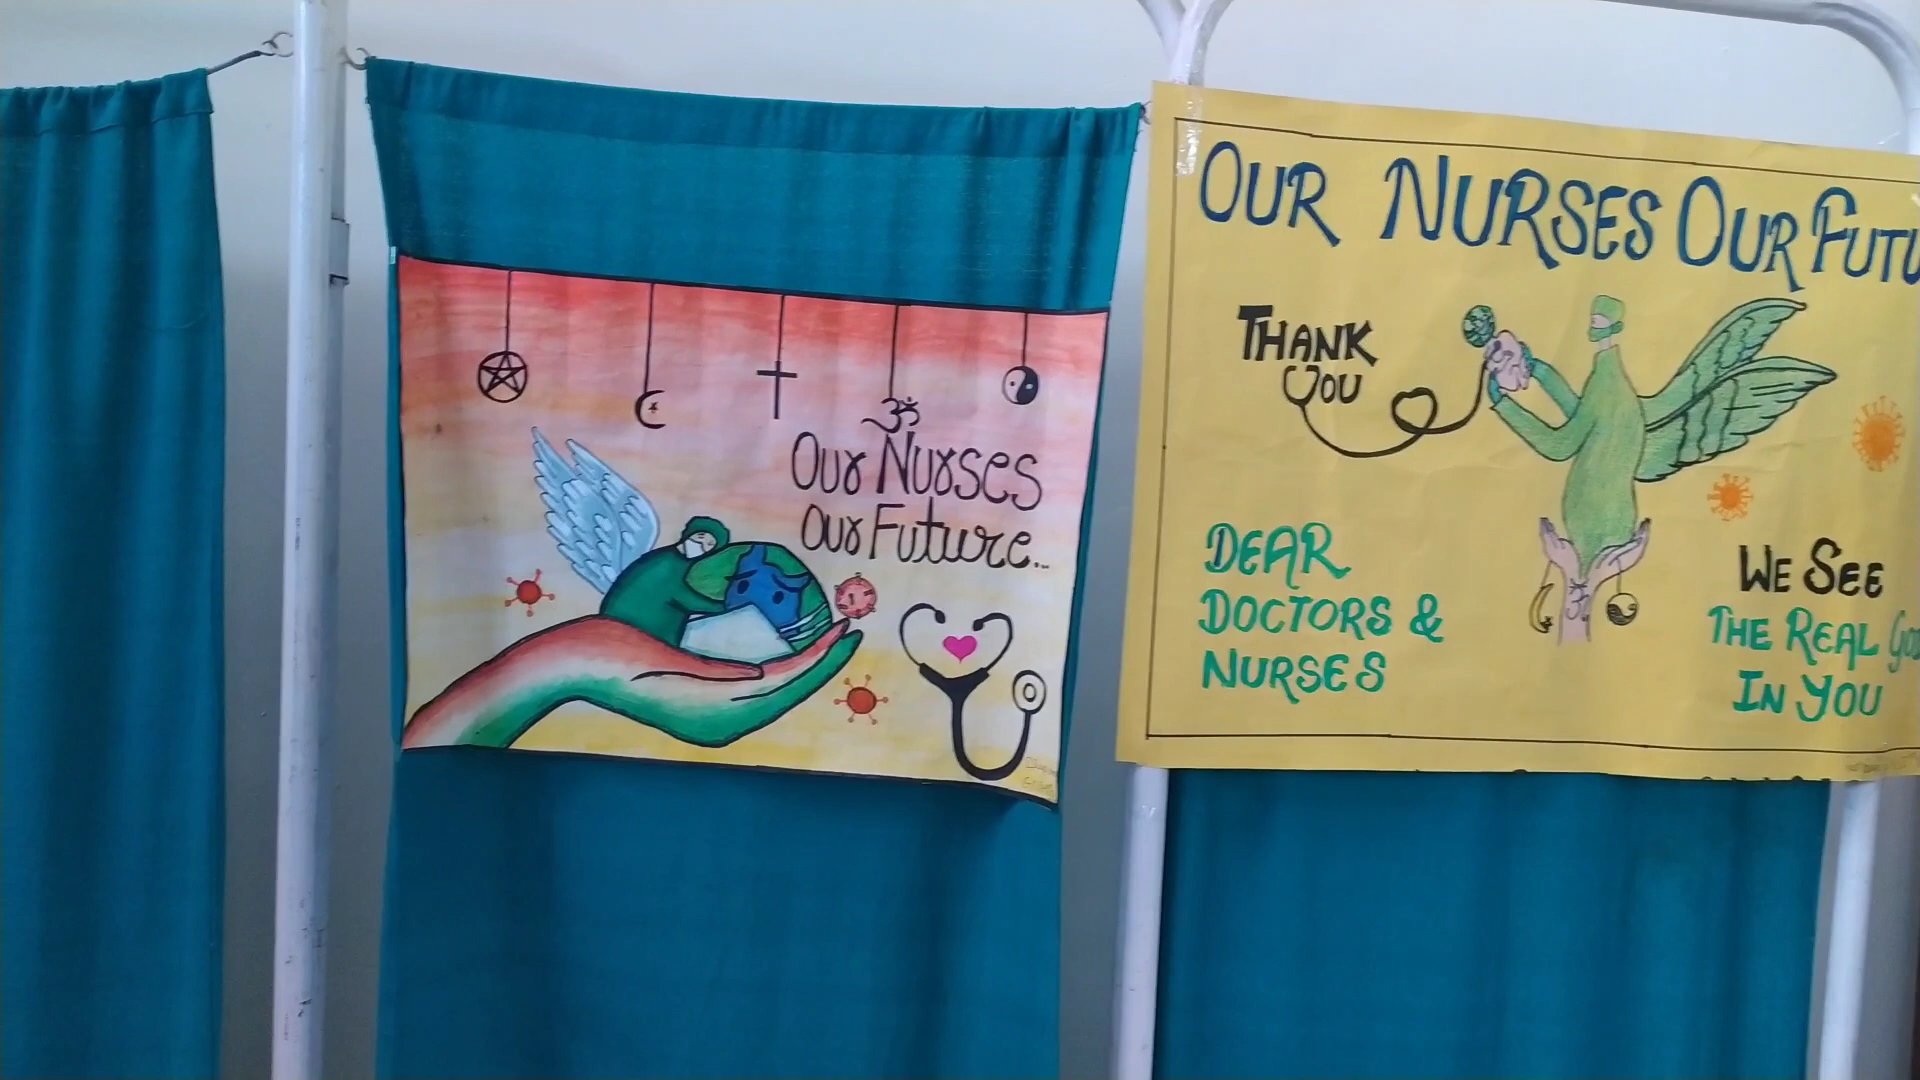 ॐ
Our Nurses
Our Future...
OUR NURSES OUR FUTU
THANK
YOU
DEAR
DOCTORS &
NURSES
WE SEE
THE REAL GOD
IN YOU
ॐ